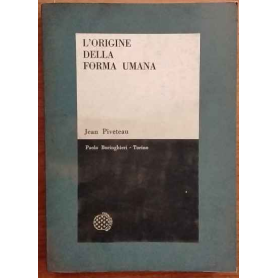 L'ORIGINE
DELLA
FORMA UMANA
Jean Piveteau
Paolo Boringhieri - Torino